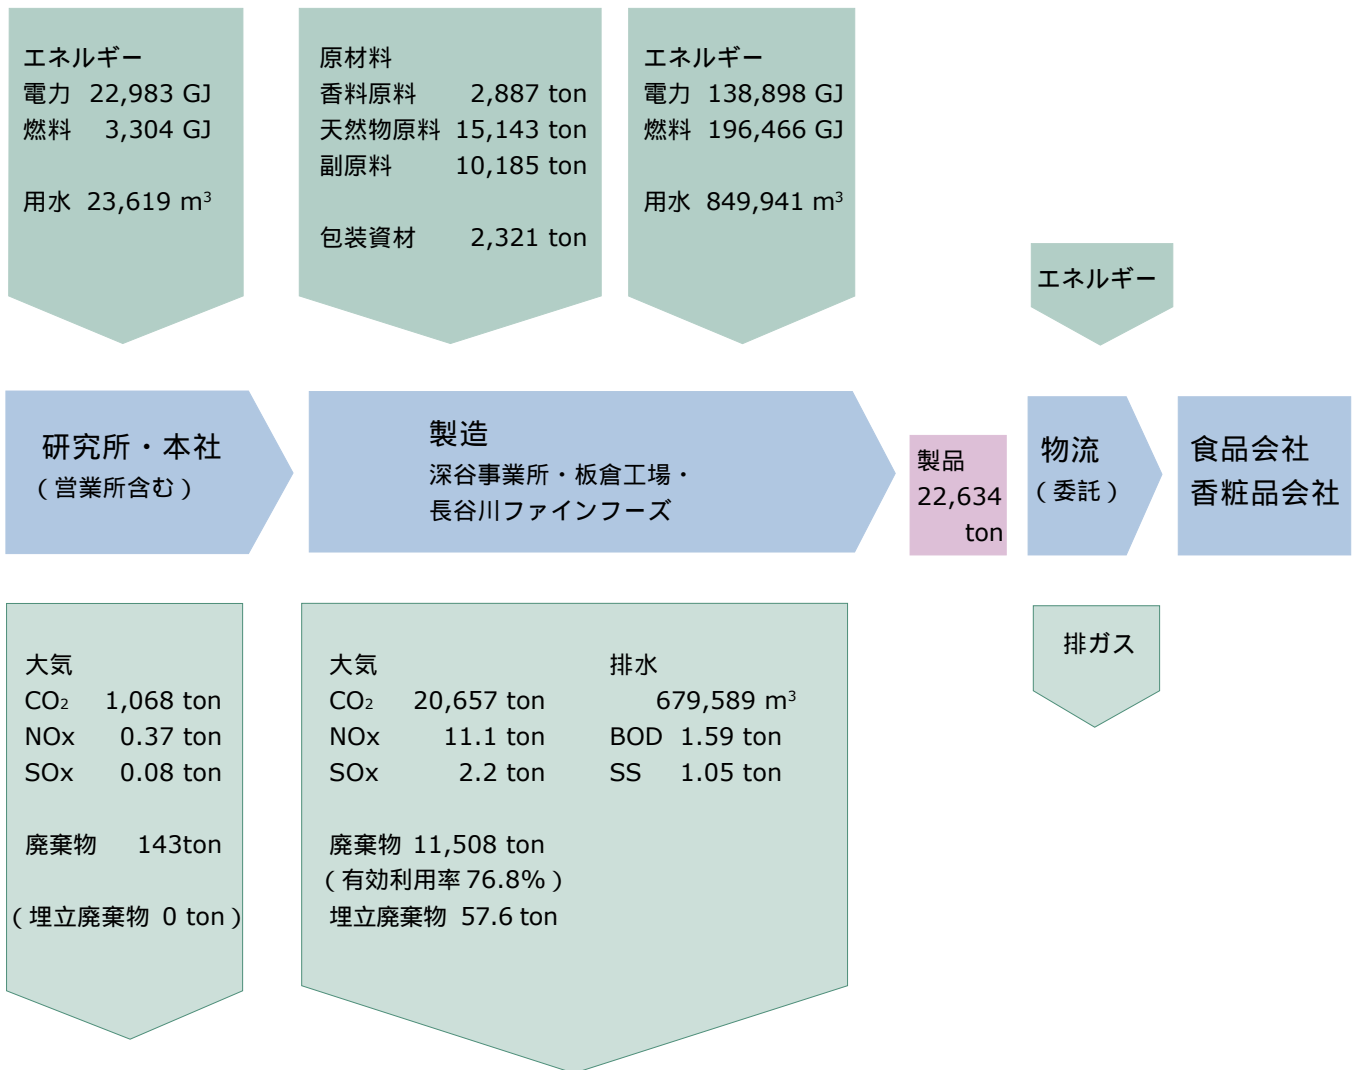 エネルギー
電力 22,983 GJ
燃料 3,304 GJ
用水 23,619 m³
原材料
香料原料 2,887 ton
天然物原料 15,143 ton
副原料 10,185 ton
包装資材 2,321 ton
エネルギー
電力 138,898 GJ
燃料 196,466 GJ
用水 849,941 m³
エネルギー
研究所・本社
（営業所含む）
製造
深谷事業所・板倉工場・
長谷川ファインフーズ
製品
22,634
ton
物流
（委託）
食品会社
香粧品会社
大気
CO₂ 1,068 ton
NOx 0.37 ton
SOx 0.08 ton
廃棄物 143ton
（埋立廃棄物 0 ton）
大気
CO₂ 20,657 ton
NOx 11.1 ton
SOx 2.2 ton
廃棄物 11,508 ton
（有効利用率 76.8%）
埋立廃棄物 57.6 ton
排水
679,589 m³
BOD 1.59 ton
SS 1.05 ton
排ガス